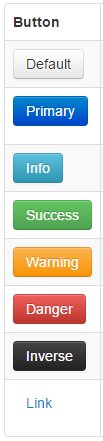 Button
Default
Primary
Info
Success
Warning
Danger
Inverse
Link